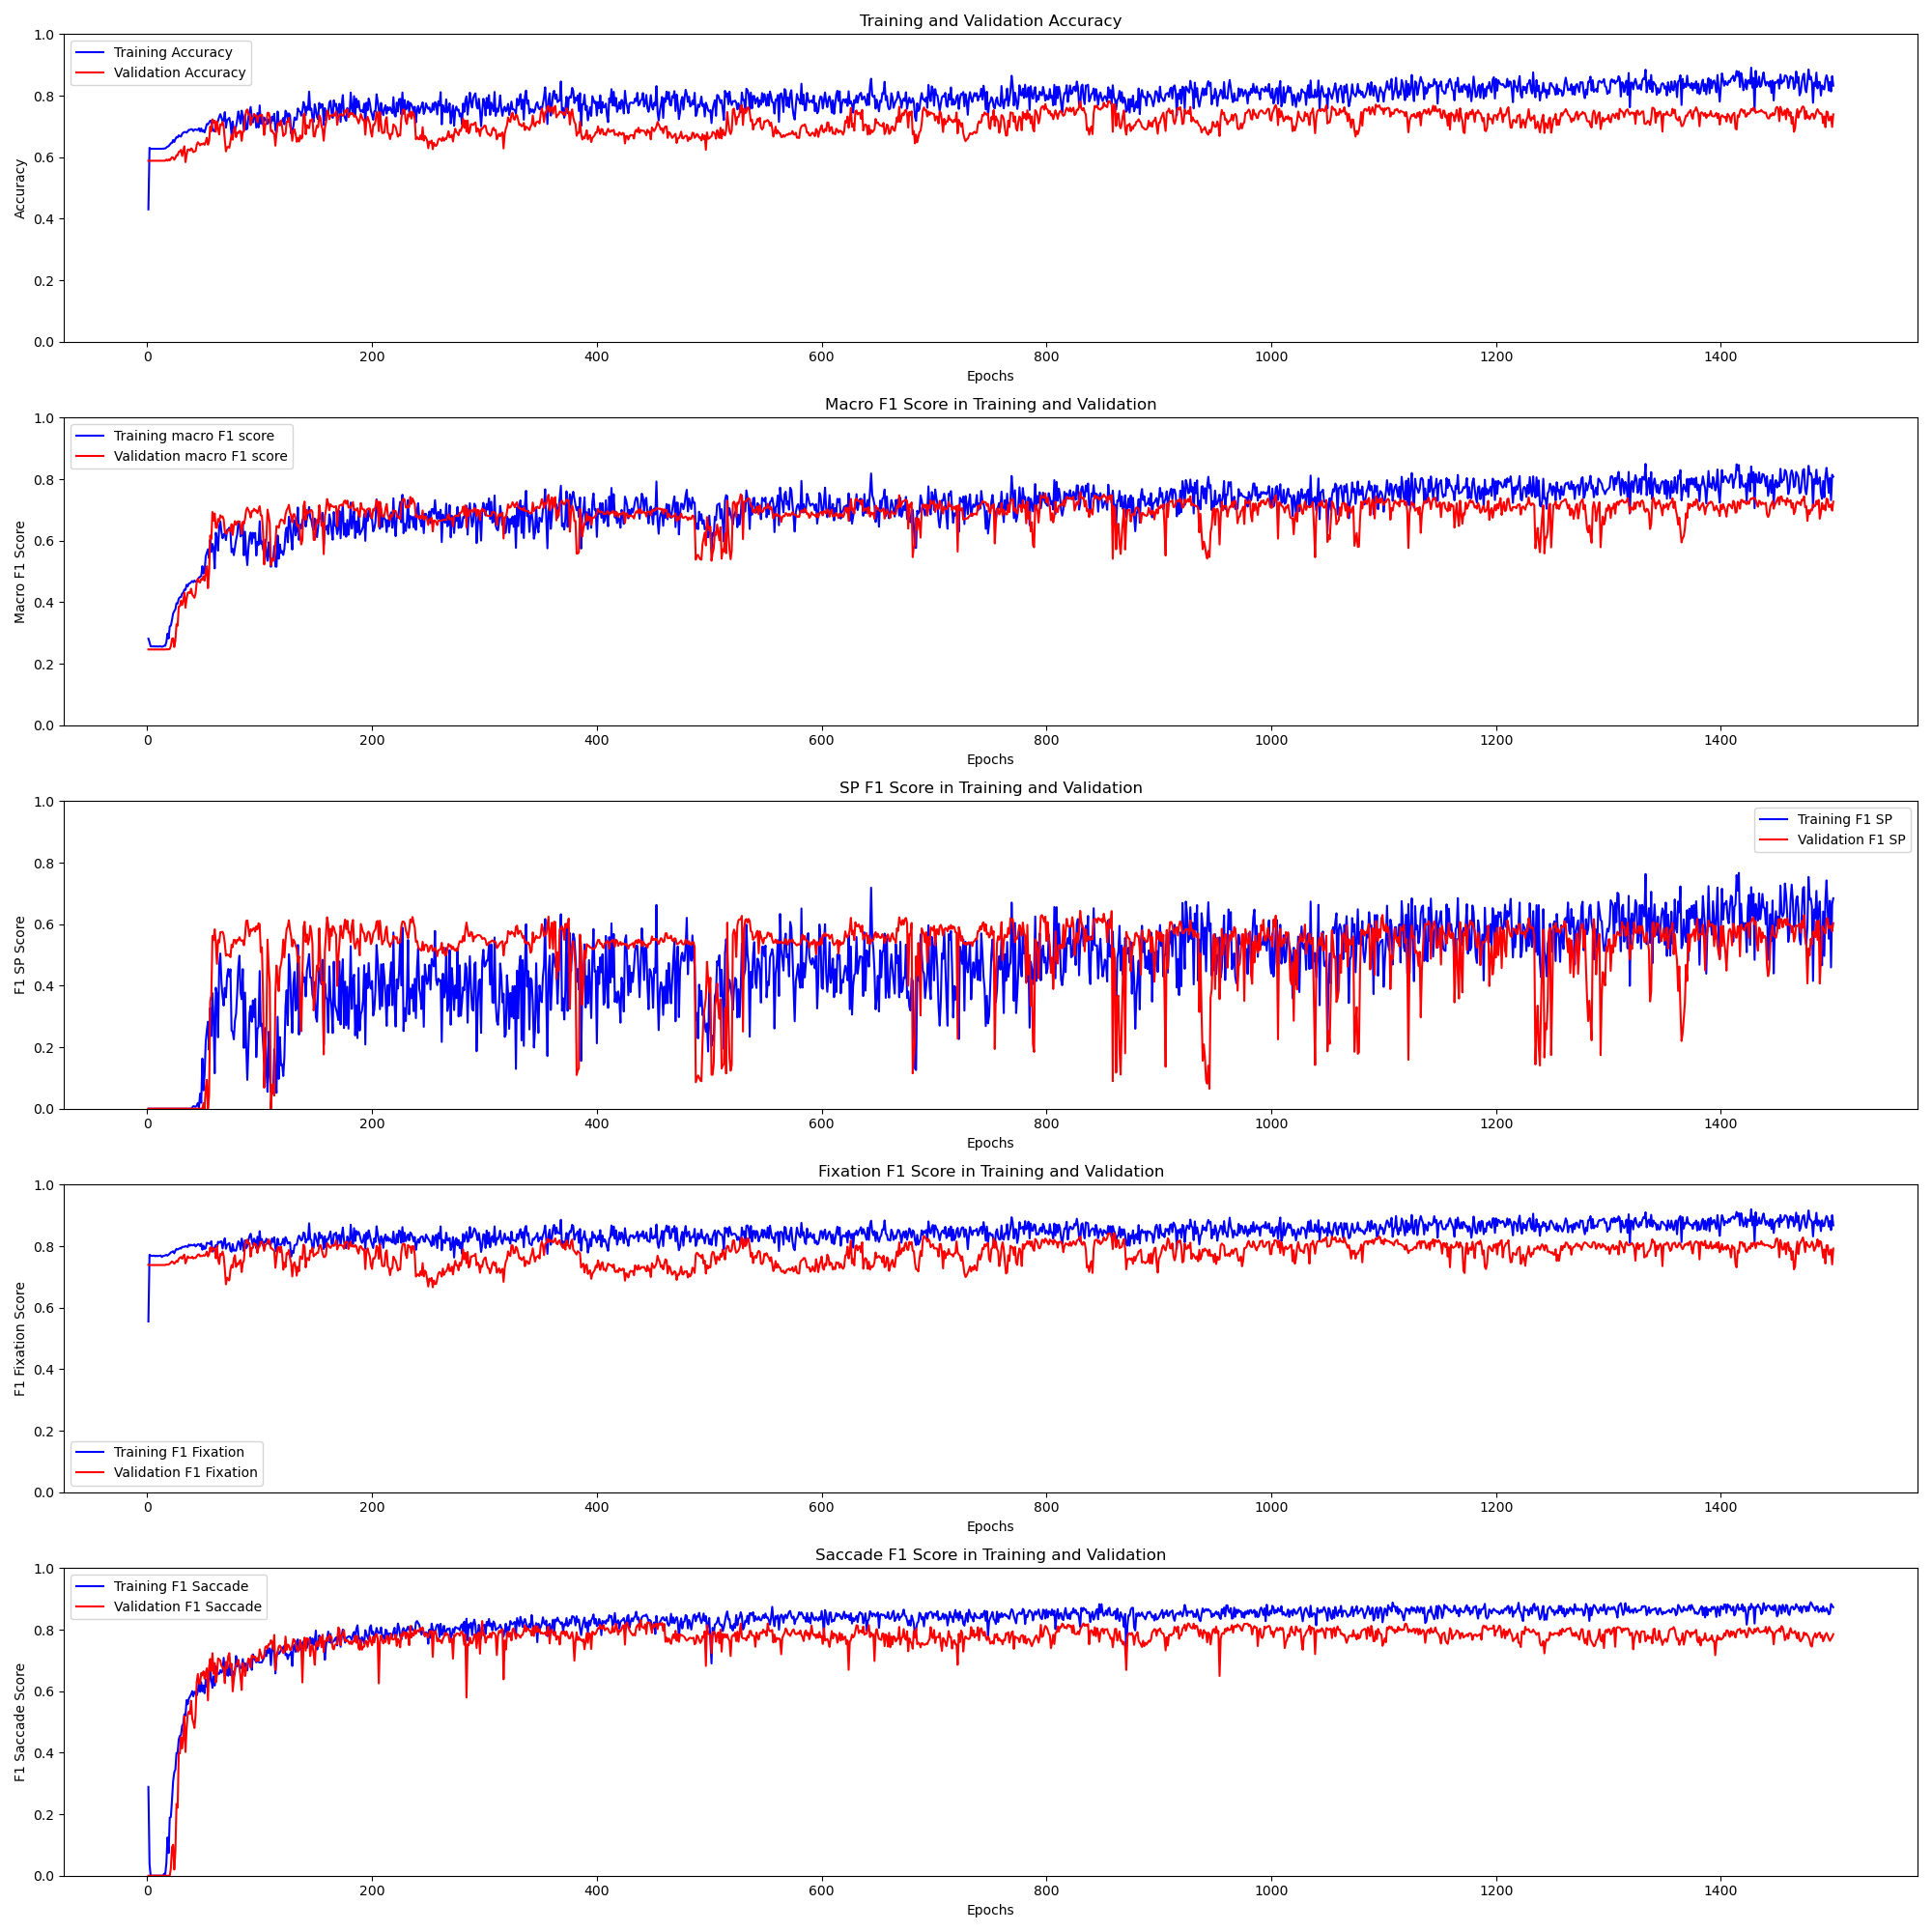 Training and Validation Accuracy
1.0
Training Accuracy
Validation Accuracy
0.8
0.6
0.4
0.2
0.0
Accuracy
0 200 400 600 800 1000 1200 1400
Epochs
Macro F1 Score in Training and Validation
1.0
Training macro F1 score
Validation macro F1 score
0.8
0.6
0.4
0.2
0.0
Macro F1 Score
0 200 400 600 800 1000 1200 1400
Epochs
SP F1 Score in Training and Validation
1.0
Training F1 SP
Validation F1 SP
0.8
0.6
0.4
0.2
0.0
F1 SP Score
0 200 400 600 800 1000 1200 1400
Epochs
Fixation F1 Score in Training and Validation
1.0
0.8
0.6
0.4
0.2
Training F1 Fixation
Validation F1 Fixation
0.0
F1 Fixation Score
0 200 400 600 800 1000 1200 1400
Epochs
Saccade F1 Score in Training and Validation
1.0
Training F1 Saccade
Validation F1 Saccade
0.8
0.6
0.4
0.2
0.0
F1 Saccade Score
0 200 400 600 800 1000 1200 1400
Epochs